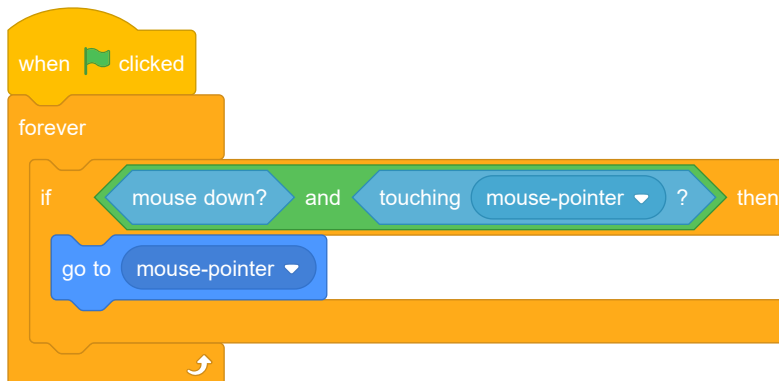 when clicked
forever
if mouse down? and touching mouse-pointer ? then
go to mouse-pointer